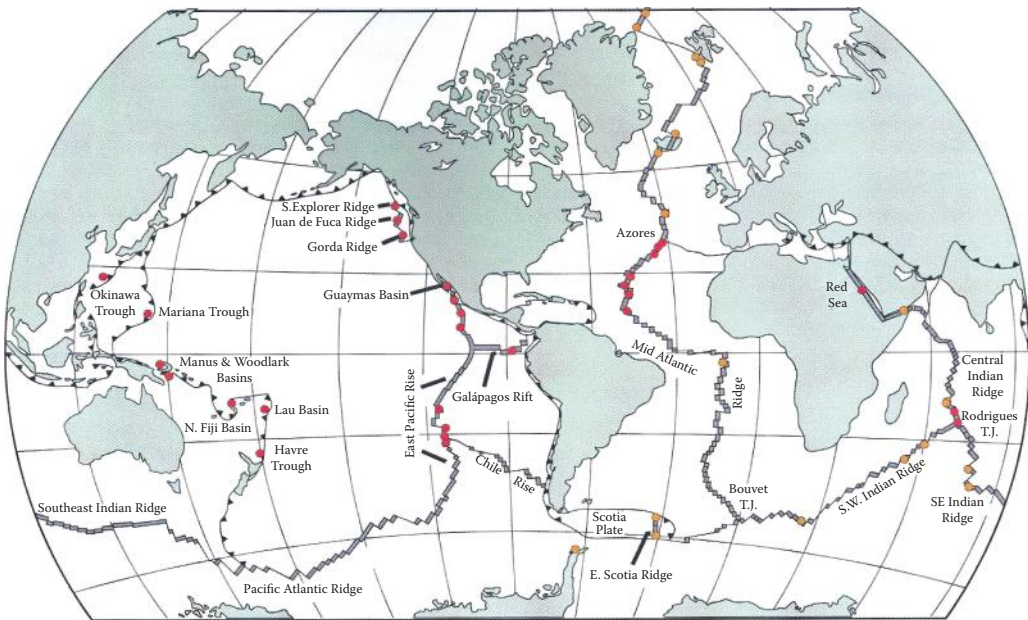 S.Explorer Ridge
Juan de Fuca Ridge
Gorda Ridge
Azores
Okinawa
Trough
Mariana Trough
Guaymas Basin
Red
Sea
Manus & Woodlark
Basins
Mid Atlantic
Ridge
Central
Indian
Ridge
East Pacific Rise
Galápagos Rift
N. Fiji Basin
Lau Basin
Rodrigues
T.J.
Havre
Trough
Chile Rise
Southeast Indian Ridge
Scotia
Plate
Bouvet
T.J.
S.W. Indian Ridge
SE Indian
Ridge
E. Scotia Ridge
Pacific Atlantic Ridge